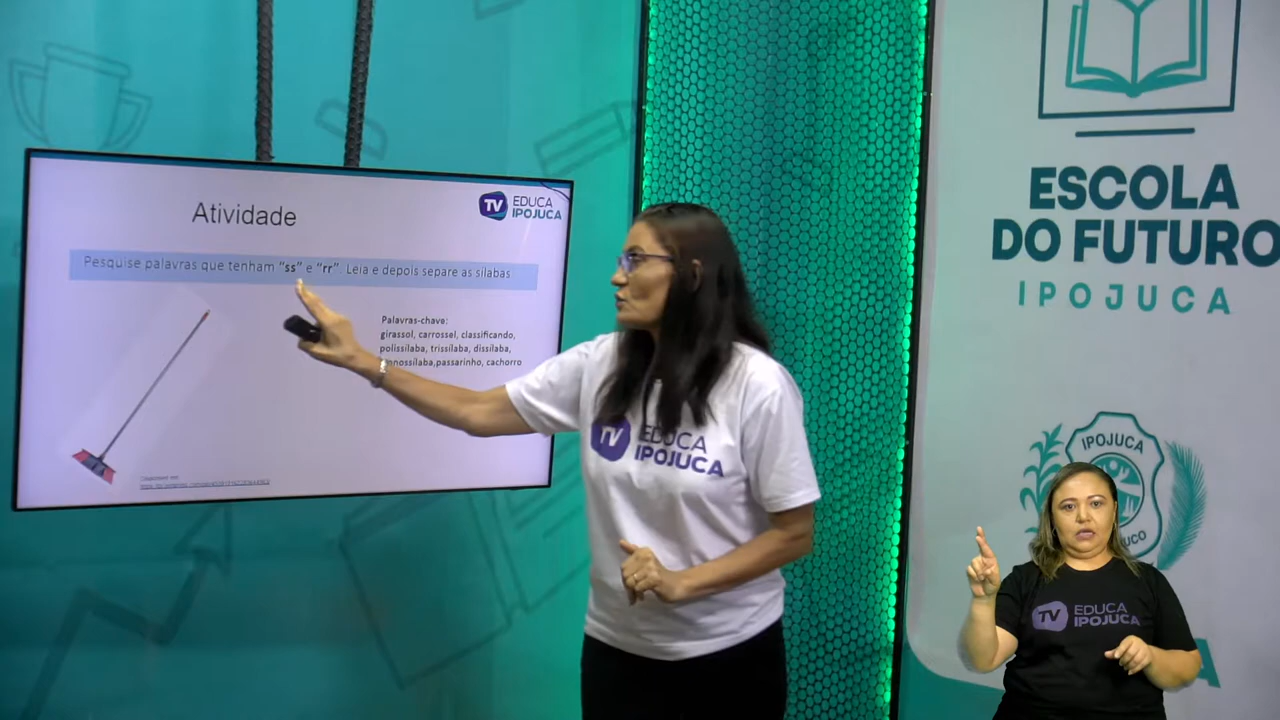 Atividade
TV EDUCA
IPOJUCA
Pesquise palavras que tenham "ss" e "rr". Leia e depois separe as sílabas.
Palavras-chave:
girassol, carrossel, classificando,
polissílaba, trissílaba, dissílaba,
monossílaba,passarinho, cachorro
TV EDUCA
IPOJUCA
ESCOLA
DO FUTURO
IPOJUCA
IPOJUCA
TV EDUCA
IPOJUCA